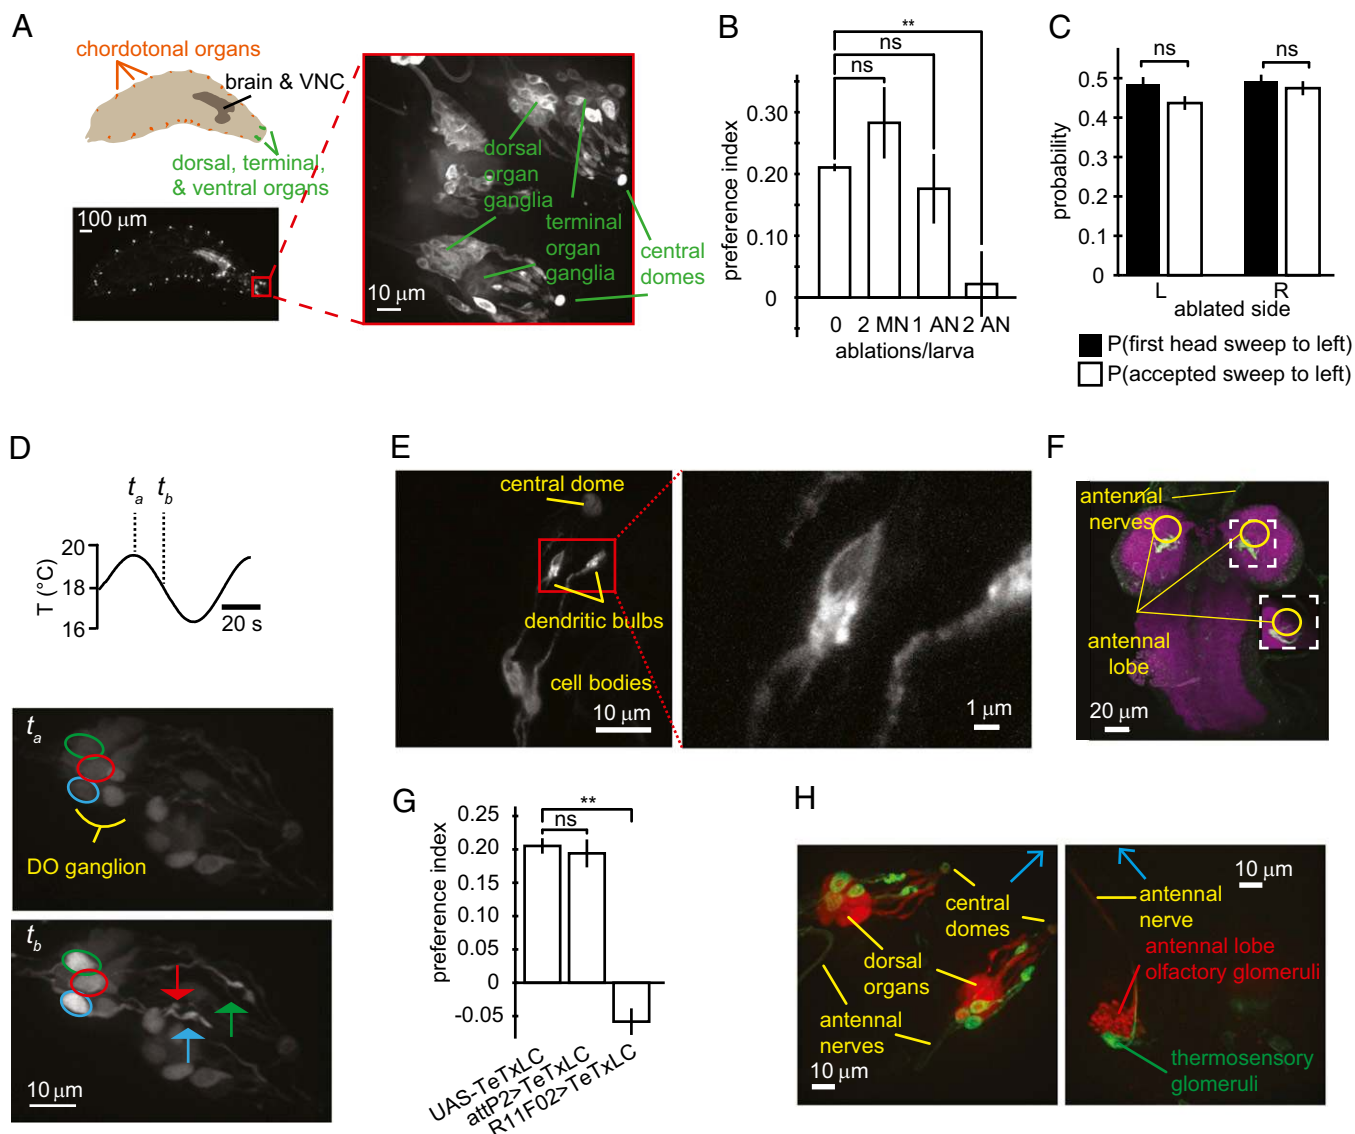 A
chordotonal organs
brain & VNC
dorsal, terminal,
& ventral organs
100 μm
dorsal
organ
ganglia
terminal
organ
ganglia
central
domes
10 μm
B
**
ns
ns
preference index
0.30
0.20
0.10
0
0 2 MN 1 AN 2 AN
ablations/larva
C
ns ns
probability
0.5
0.4
0.3
0.2
0.1
0
L R
ablated side
P(first head sweep to left)
P(accepted sweep to left)
D
ta tb
T (°C)
20
18
16
20 s
ta
DO ganglion
tb
10 μm
E
central dome
dendritic bulbs
cell bodies
10 μm
1 μm
F
antennal
nerves
antennal
lobe
20 μm
G
**
ns
preference index
0.25
0.20
0.15
0.10
0.05
0
-0.05
UAS-TeTxLC
attP2>TeTxLC
R11F02>TeTxLC
H
central
domes
dorsal
organs
antennal
nerves
10 μm
10 μm
antennal
nerve
antennal lobe
olfactory glomeruli
thermosensory
glomeruli